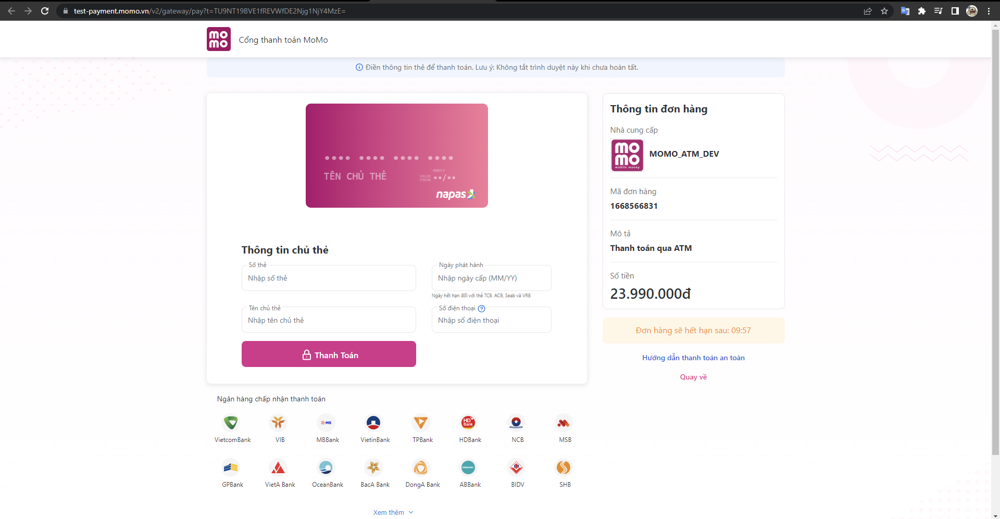 test-payment.momo.vn/v2/gateway/pay?t=TU9NT19BVE1fREVWfDE2Njg1NjY4MzE=
mo
mo
Cổng thanh toán MoMo
Điền thông tin thẻ để thanh toán. Lưu ý: Không tắt trình duyệt này khi chưa hoàn tất.
•••• •••• •••• ••••
TÊN CHỦ THẺ
MM/YY
VALID
FROM
••/••
napas
Thông tin chủ thẻ
Số thẻ
Nhập số thẻ
Ngày phát hành
Nhập ngày cấp (MM/YY)
Ngày hết hạn đối với thẻ TCB, ACB, Seab và VRB
Tên chủ thẻ
Nhập tên chủ thẻ
Số điện thoại ?
Nhập số điện thoại
Thanh Toán
Thông tin đơn hàng
Nhà cung cấp
mo
mo
mobile money
MOMO_ATM_DEV
Mã đơn hàng
1668566831
Mô tả
Thanh toán qua ATM
Số tiền
23.990.000đ
Đơn hàng sẽ hết hạn sau: 09:57
Hướng dẫn thanh toán an toàn
Quay về
Ngân hàng chấp nhận thanh toán
MB
HD
Bank
VietcomBank VIB MBBank VietinBank TPBank HDBank NCB MSB
GPBank VietA Bank OceanBank BacA Bank DongA Bank ABBank BIDV SHB
Xem thêm